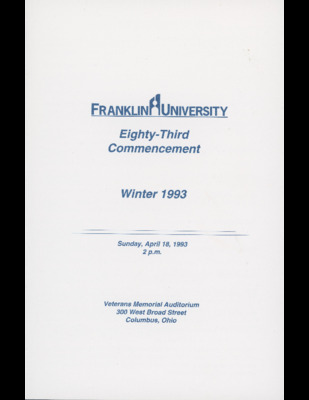 FRANKLIN UNIVERSITY
Eighty-Third
Commencement
Winter 1993
Sunday, April 18, 1993
2 p.m.
Veterans Memorial Auditorium
300 West Broad Street
Columbus, Ohio